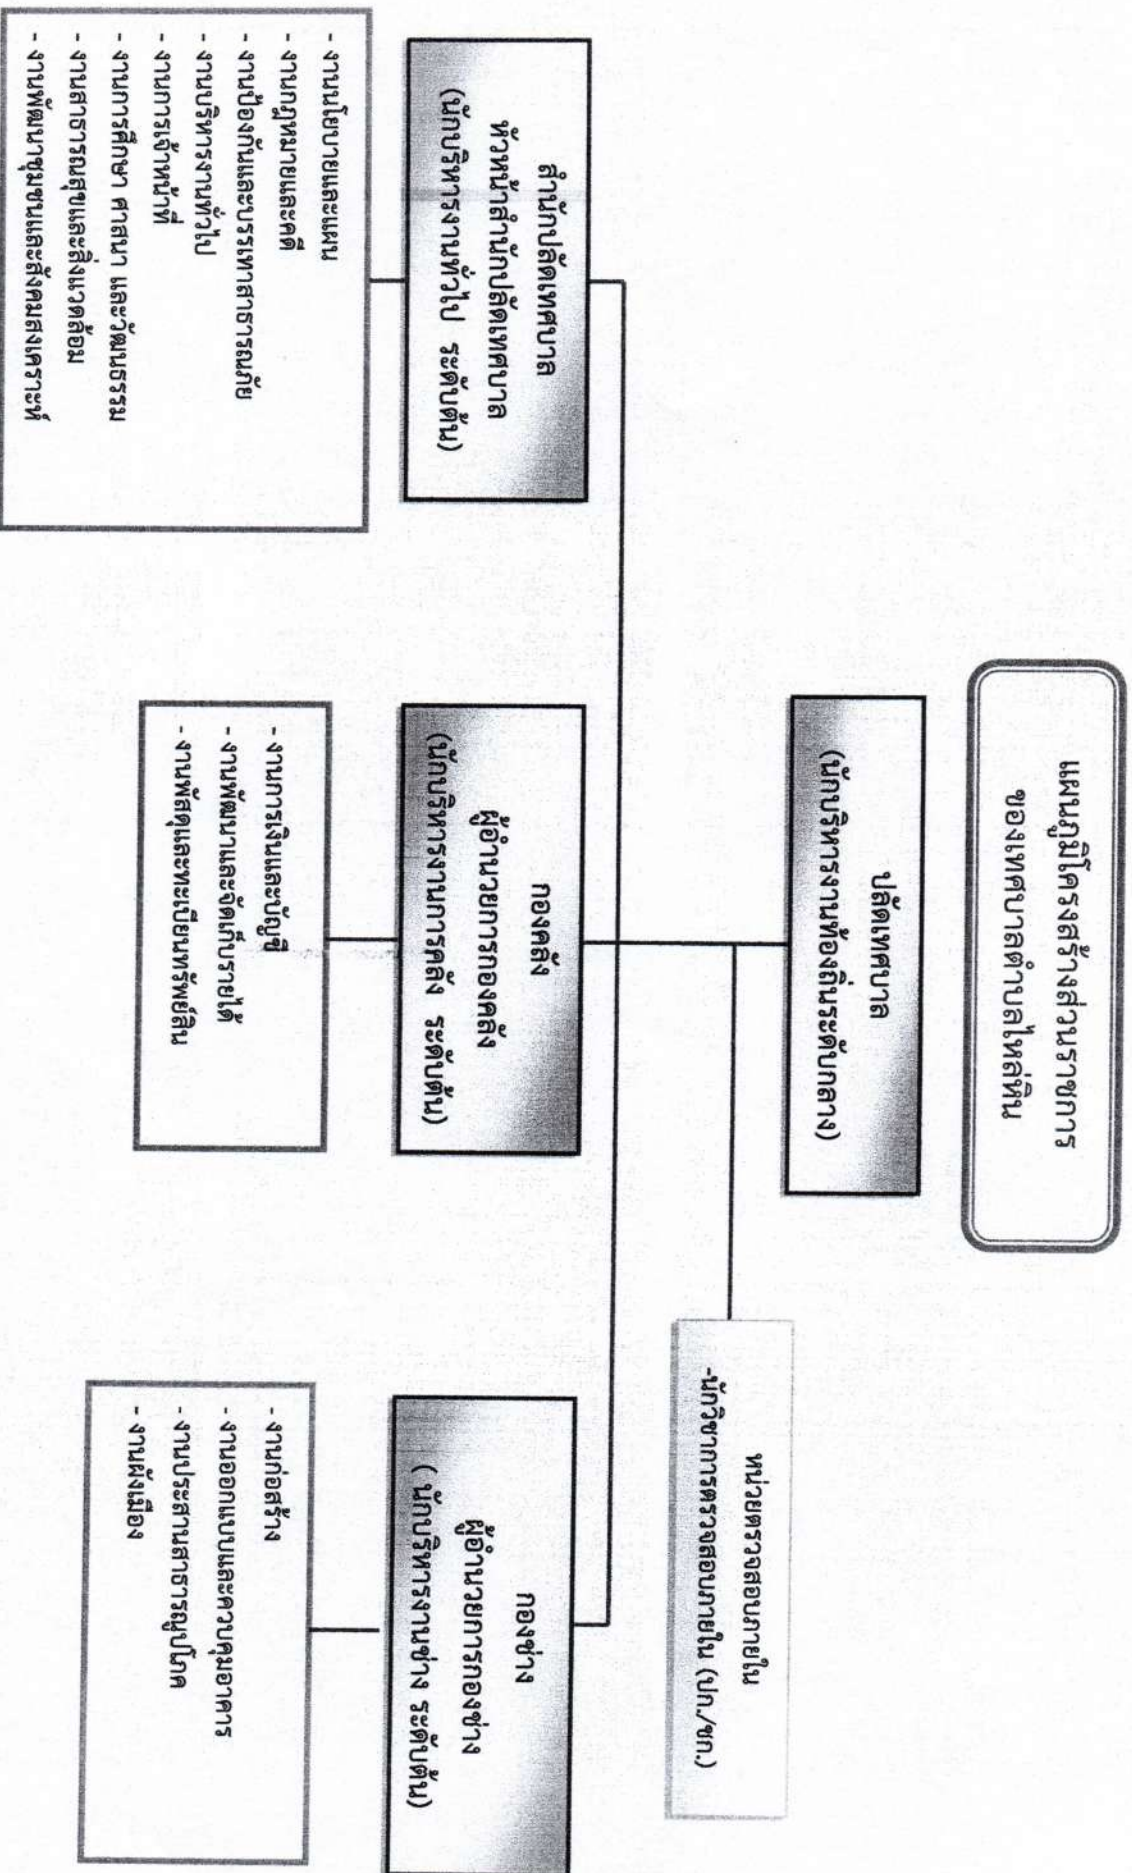 แผนภูมิโครงสร้างส่วนราชการ
ของเทศบาลตำบลไหล่หิน
ปลัดเทศบาล
(นักบริหารงานท้องถิ่นระดับกลาง)
หน่วยตรวจสอบภายใน
-นักวิชาการตรวจสอบภายใน (ปก./ชก.)
สำนักปลัดเทศบาล
หัวหน้าสำนักปลัดเทศบาล
(นักบริหารงานทั่วไป ระดับต้น)
- งานนโยบายและแผน
- งานกฎหมายและคดี
- งานป้องกันและบรรเทาสาธารณภัย
- งานบริหารงานทั่วไป
- งานการเจ้าหน้าที่
- งานการศึกษา ศาสนา และวัฒนธรรม
- งานสาธารณสุขและสิ่งแวดล้อม
- งานพัฒนาชุมชนและสังคมสงเคราะห์
กองคลัง
ผู้อำนวยการกองคลัง
(นักบริหารงานการคลัง ระดับต้น)
- งานการเงินและบัญชี
- งานพัฒนาและจัดเก็บรายได้
- งานพัสดุและทะเบียนทรัพย์สิน
กองช่าง
ผู้อำนวยการกองช่าง
( นักบริหารงานช่าง ระดับต้น)
- งานก่อสร้าง
- งานออกแบบและควบคุมอาคาร
- งานประสานสาธารณูปโภค
- งานผังเมือง